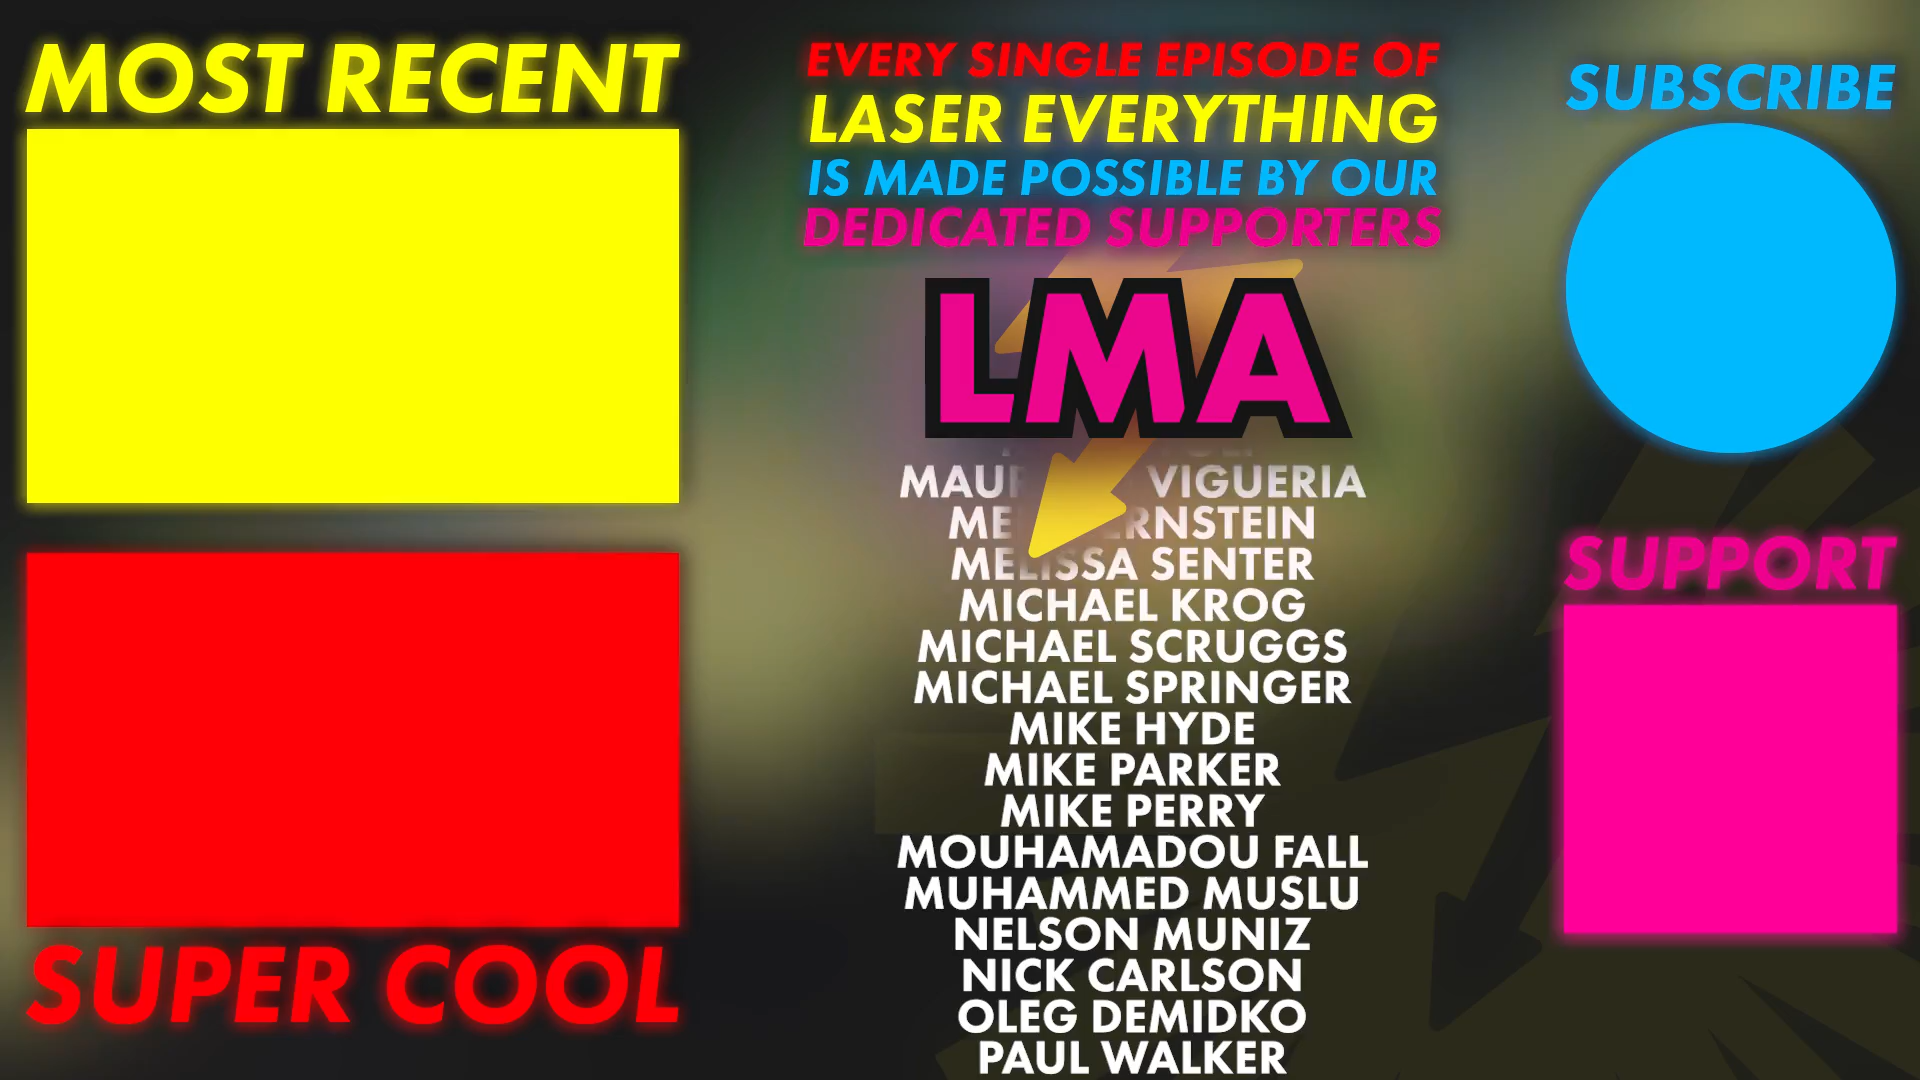 MOST RECENT
SUPER COOL
EVERY SINGLE EPISODE OF
LASER EVERYTHING
IS MADE POSSIBLE BY OUR
DEDICATED SUPPORTERS
LMA
VIGUERIA
MELISSA SENTER
MICHAEL KROG
MICHAEL SCRUGGS
MICHAEL SPRINGER
MIKE HYDE
MIKE PARKER
MIKE PERRY
MOUHAMADOU FALL
MUHAMMED MUSLU
NELSON MUNIZ
NICK CARLSON
OLEG DEMIDKO
PAUL WALKER
SUBSCRIBE
SUPPORT